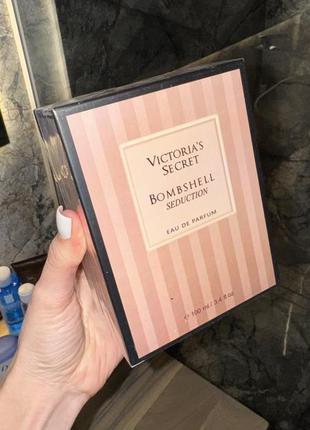 VICTORIA'S
SECRET
BOMBSHELL
SEDUCTION
EAU DE PARFUM
℮ 100 ml / 3.4 fl oz